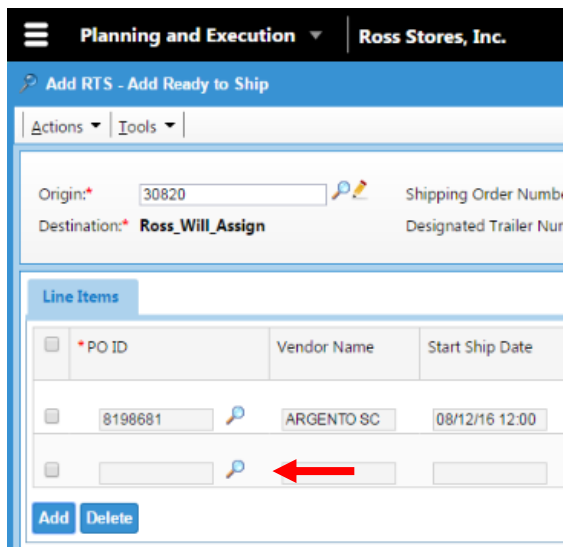 Planning and Execution ▼ Ross Stores, Inc.
Add RTS - Add Ready to Ship
Actions ▼ Tools ▼
Origin:* 30820 Shipping Order Numbe
Destination:* Ross_Will_Assign Designated Trailer Nur
Line Items
* PO ID Vendor Name Start Ship Date
8198681 ARGENTO SC 08/12/16 12:00
Add Delete